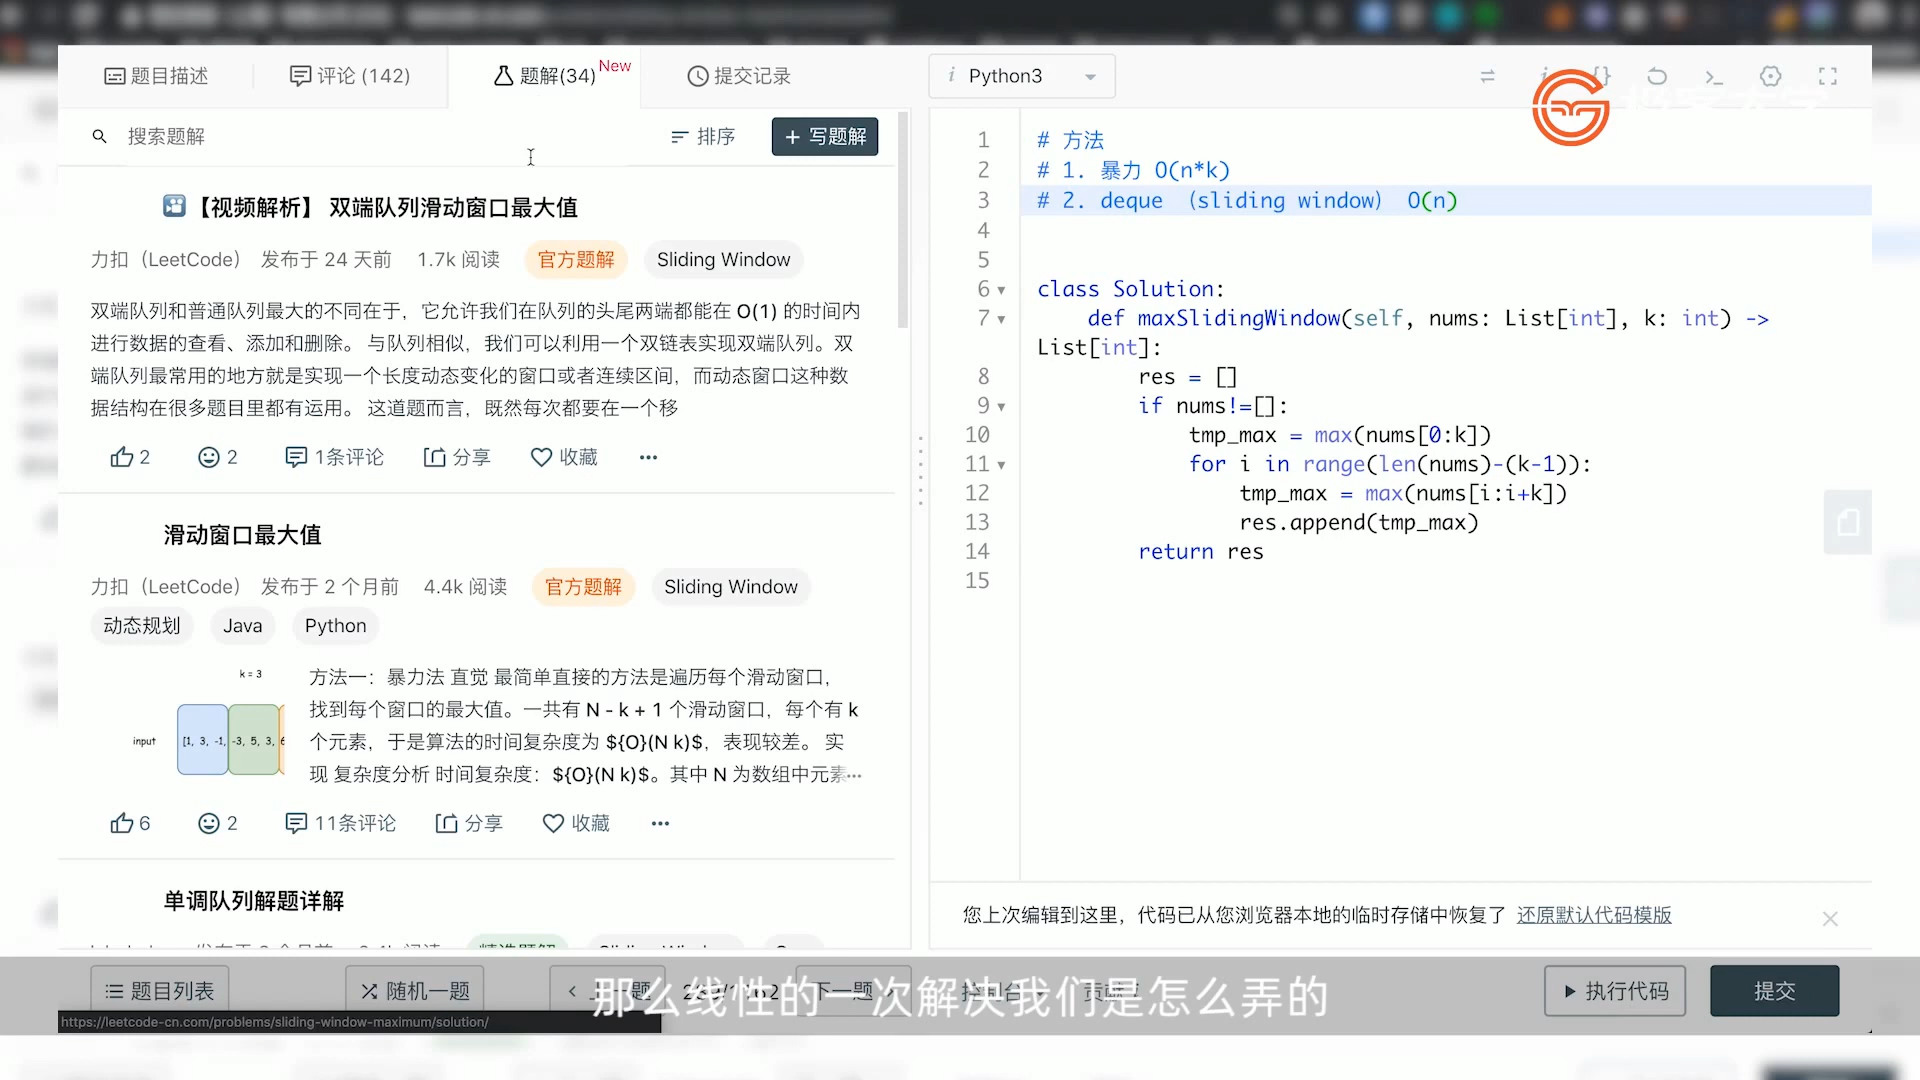 题目描述
评论 (142)
题解(34)
New
提交记录
搜索题解
排序
+ 写题解
【视频解析】 双端队列滑动窗口最大值
力扣（LeetCode） 发布于 24 天前 1.7k 阅读 官方题解 Sliding Window
双端队列和普通队列最大的不同在于，它允许我们在队列的头尾两端都能在 O(1) 的时间内
进行数据的查看、添加和删除。 与队列相似，我们可以利用一个双链表实现双端队列。双
端队列最常用的地方就是实现一个长度动态变化的窗口或者连续区间，而动态窗口这种数
据结构在很多题目里都有运用。 这道题而言，既然每次都要在一个移
2 2 1条评论 分享 收藏 •••
滑动窗口最大值
力扣（LeetCode） 发布于 2 个月前 4.4k 阅读 官方题解 Sliding Window
动态规划 Java Python
k = 3
input
[1, 3, -1, -3, 5, 3, 6
方法一：暴力法 直觉 最简单直接的方法是遍历每个滑动窗口，
找到每个窗口的最大值。一共有 N - k + 1 个滑动窗口，每个有 k
个元素，于是算法的时间复杂度为 ${O}(N k)$，表现较差。 实
现 复杂度分析 时间复杂度：${O}(N k)$。其中 N 为数组中元素...
6 2 11条评论 分享 收藏 •••
单调队列解题详解
题目列表
随机一题
下一题
https://leetcode-cn.com/problems/sliding-window-maximum/solution/
i Python3
1 # 方法
2 # 1. 暴力 O(n*k)
3 # 2. deque （sliding window） O(n)
4
5
6 class Solution:
7 def maxSlidingWindow(self, nums: List[int], k: int) ->
List[int]:
8 res = []
9 if nums!=[]:
10 tmp_max = max(nums[0:k])
11 for i in range(len(nums)-(k-1)):
12 tmp_max = max(nums[i:i+k])
13 res.append(tmp_max)
14 return res
15
您上次编辑到这里，代码已从您浏览器本地的临时存储中恢复了 还原默认代码模版
执行代码
提交
那么线性的一次解决我们是怎么弄的